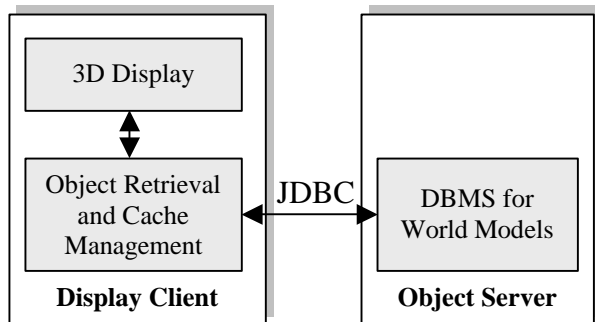 3D Display
Object Retrieval
and Cache
Management
Display Client
JDBC
DBMS for
World Models
Object Server